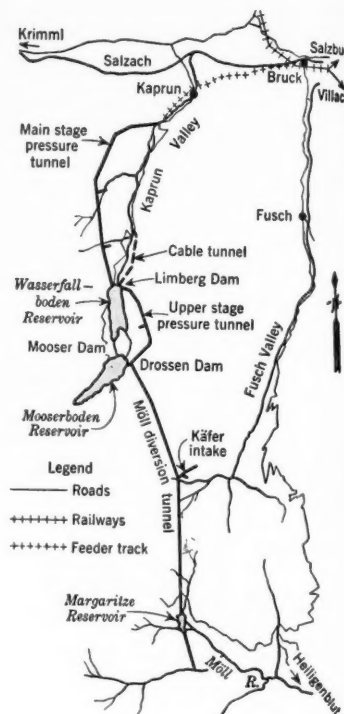 Krimml
Salzach
Salzbu
Bruck
Villac
Kaprun
Main stage
pressure
tunnel
Kaprun
Valley
Fusch
Cable tunnel
Wasserfall-
boden
Reservoir
Limberg Dam
Upper stage
pressure tunnel
Fusch Valley
Mooser Dam
Drossen Dam
Mooserboden
Reservoir
Möll diversion tunnel
Käfer
intake
Legend
Roads
Railways
Feeder track
Margaritze
Reservoir
Möll
R.
Heiligenblut